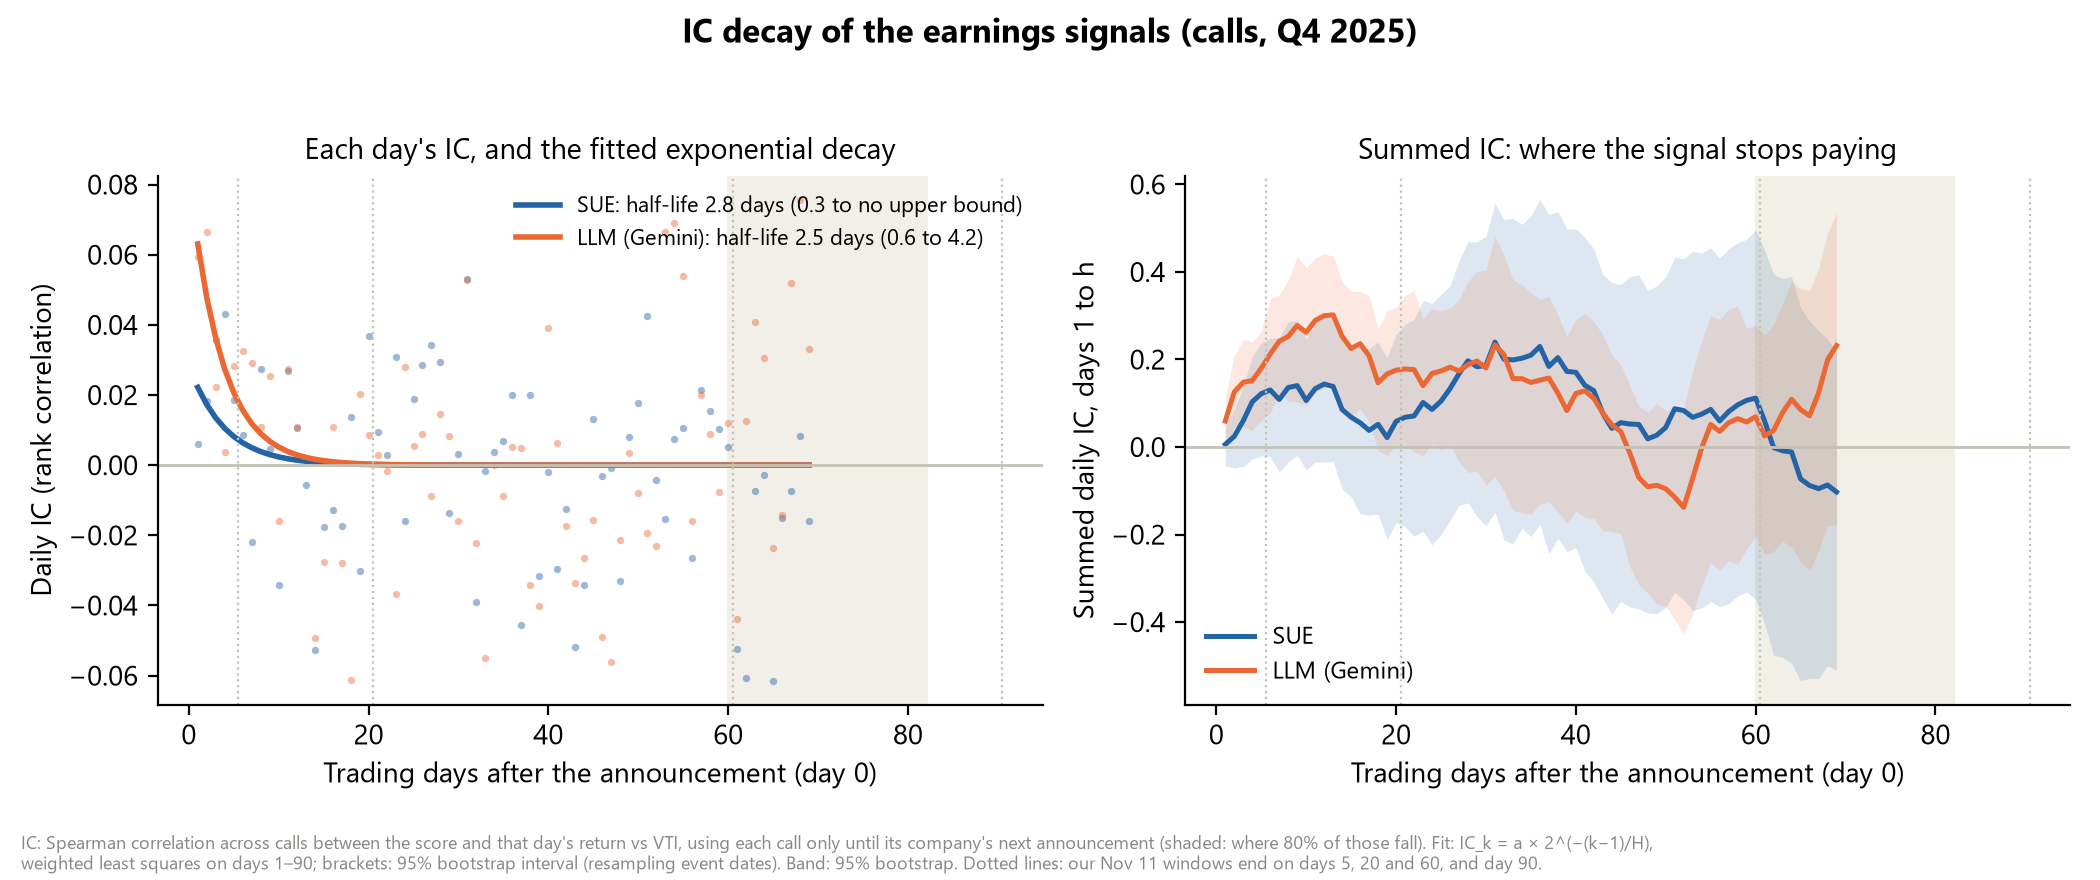 IC decay of the earnings signals (calls, Q4 2025)
Each day's IC, and the fitted exponential decay
0.08
0.06
0.04
0.02
0.00
−0.02
−0.04
−0.06
Daily IC (rank correlation)
SUE: half-life 2.8 days (0.3 to no upper bound)
LLM (Gemini): half-life 2.5 days (0.6 to 4.2)
0
20
40
60
80
Trading days after the announcement (day 0)
Summed IC: where the signal stops paying
0.6
0.4
0.2
0.0
−0.2
−0.4
Summed daily IC, days 1 to h
SUE
LLM (Gemini)
0
20
40
60
80
Trading days after the announcement (day 0)
IC: Spearman correlation across calls between the score and that day's return vs VTI, using each call only until its company's next announcement (shaded: where 80% of those fall). Fit: IC_k = a × 2^(−(k−1)/H),
weighted least squares on days 1–90; brackets: 95% bootstrap interval (resampling event dates). Band: 95% bootstrap. Dotted lines: our Nov 11 windows end on days 5, 20 and 60, and day 90.